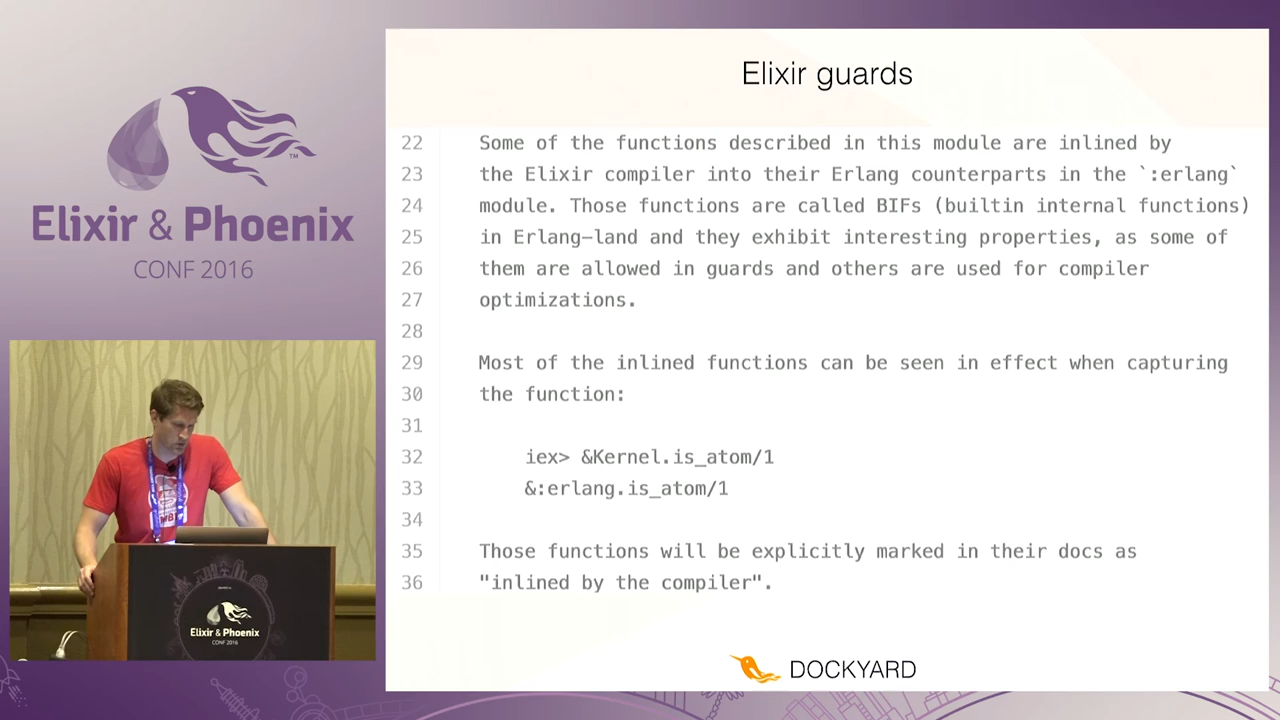 Elixir & Phoenix
CONF 2016
Elixir guards
22 Some of the functions described in this module are inlined by
23 the Elixir compiler into their Erlang counterparts in the `:erlang`
24 module. Those functions are called BIFs (builtin internal functions)
25 in Erlang-land and they exhibit interesting properties, as some of
26 them are allowed in guards and others are used for compiler
27 optimizations.
28
29 Most of the inlined functions can be seen in effect when capturing
30 the function:
31
32 iex> &Kernel.is_atom/1
33 &:erlang.is_atom/1
34
35 Those functions will be explicitly marked in their docs as
36 "inlined by the compiler".
DOCKYARD
Elixir & Phoenix
CONF 2016